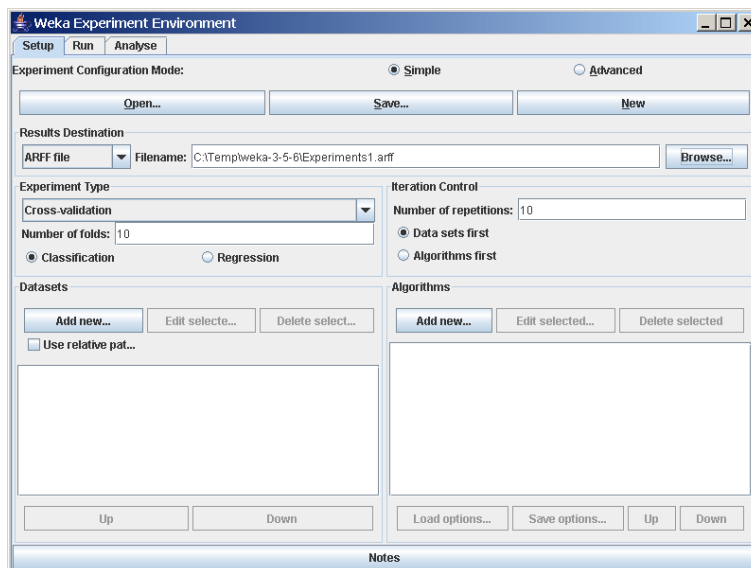 Weka Experiment Environment
Setup Run Analyse
Experiment Configuration Mode: Simple Advanced
Open... Save... New
Results Destination
ARFF file Filename: C:\Temp\weka-3-5-6\Experiments1.arff Browse...
Experiment Type
Cross-validation
Number of folds: 10
Classification Regression
Iteration Control
Number of repetitions: 10
Data sets first
Algorithms first
Datasets
Add new... Edit selecte... Delete select...
Use relative pat...
Up Down
Algorithms
Add new... Edit selected... Delete selected
Load options... Save options... Up Down
Notes